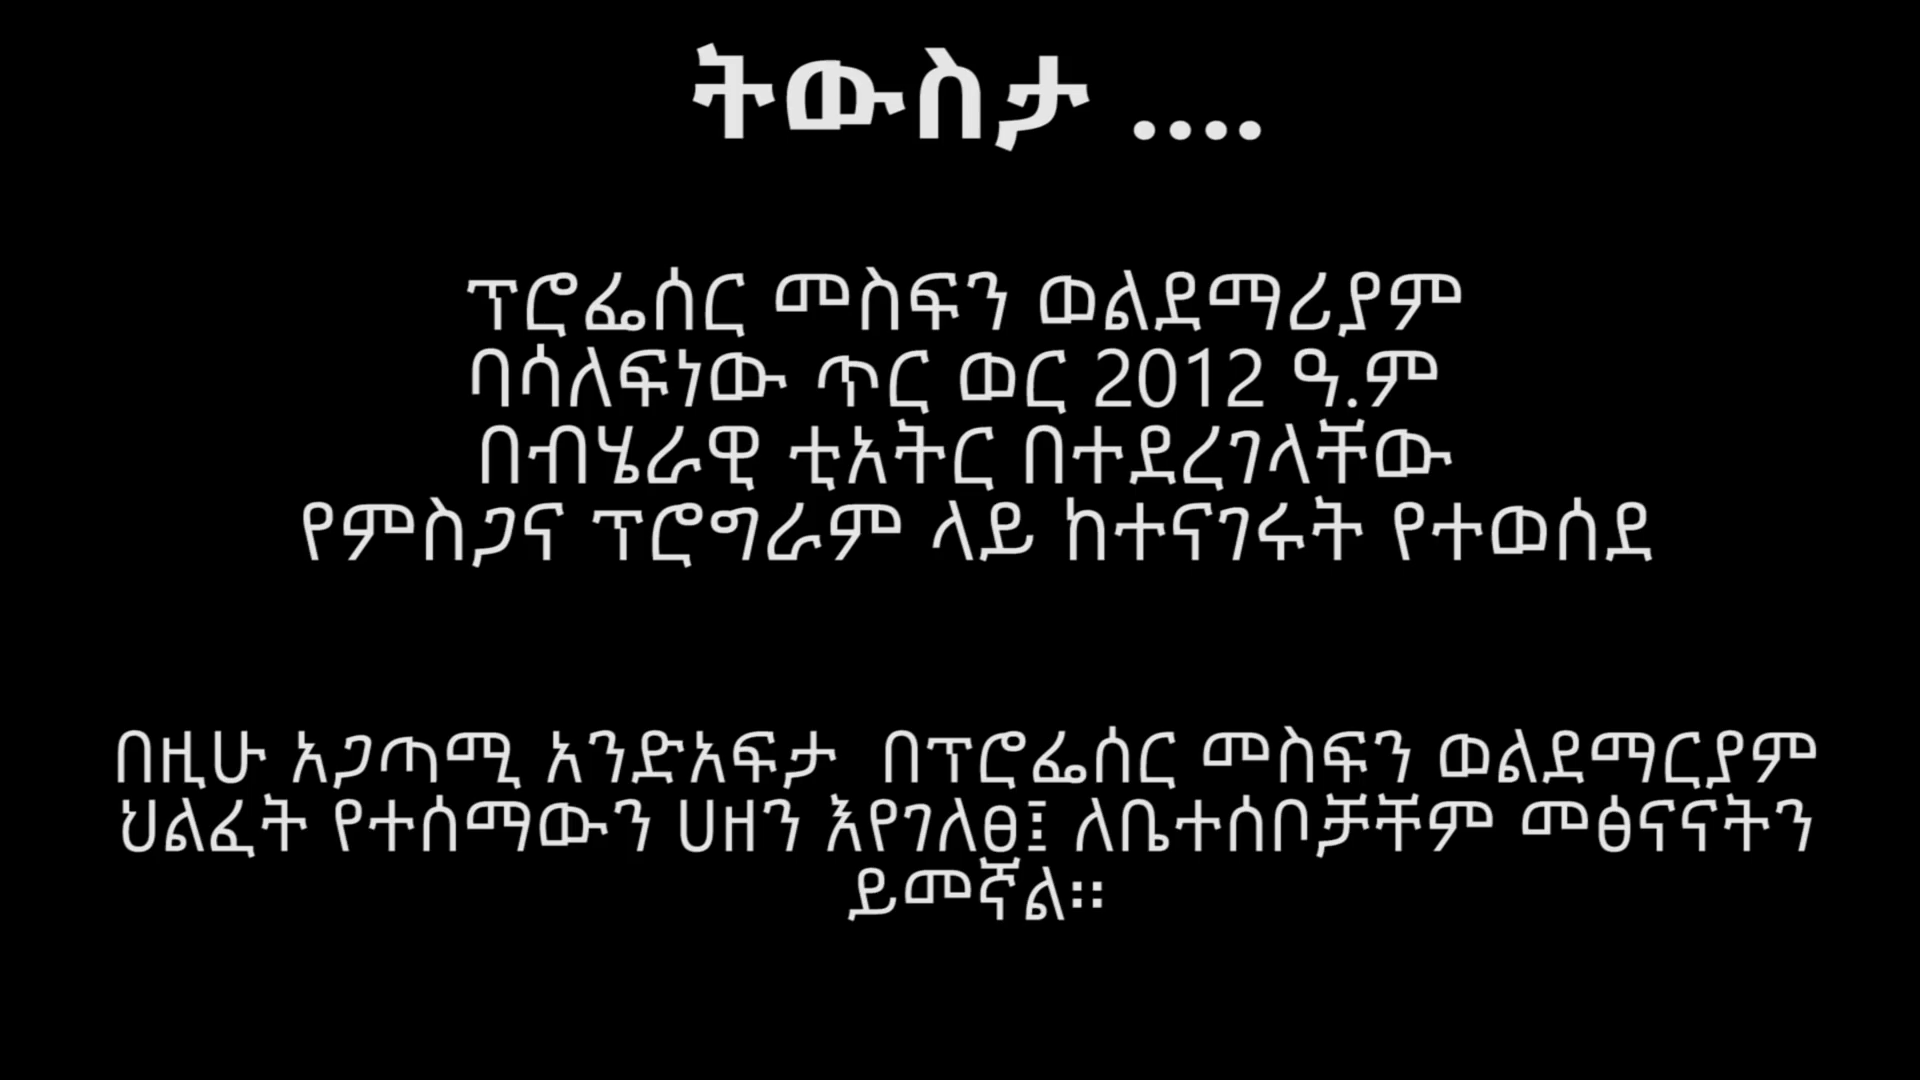 ትውስታ ....
ፕሮፌሰር መስፍን ወልደማሪያም
ባሳለፍነው ጥር ወር 2012 ዓ.ም
በብሄራዊ ቲአትር በተደረገላቸው
የምስጋና ፕሮግራም ላይ ከተናገሩት የተወሰደ
በዚሁ አጋጣሚ አንድአፍታ በፕሮፌሰር መስፍን ወልደማርያም
ህልፈት የተሰማውን ሀዘን እየገለፀ፤ ለቤተሰቦቻቸም መፅናናትን
ይመኛል፡፡